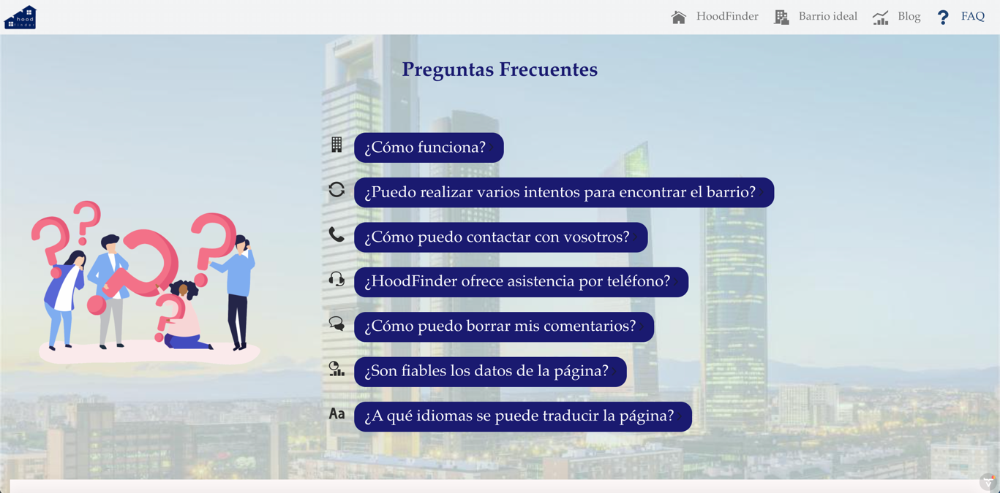 hood
finder
HoodFinder
Barrio ideal
Blog
? FAQ
Preguntas Frecuentes
¿Cómo funciona?
¿Puedo realizar varios intentos para encontrar el barrio?
¿Cómo puedo contactar con vosotros?
¿HoodFinder ofrece asistencia por teléfono?
¿Cómo puedo borrar mis comentarios?
¿Son fiables los datos de la página?
Aa ¿A qué idiomas se puede traducir la página?